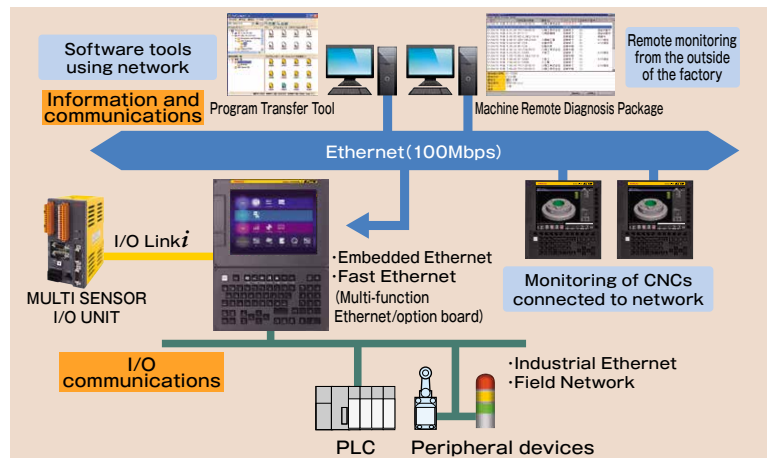 Software tools
using network
Remote monitoring
from the outside
of the factory
Information and
communications
Program Transfer Tool
Machine Remote Diagnosis Package
Ethernet(100Mbps)
I/O Link i
MULTI SENSOR
I/O UNIT
・Embedded Ethernet
・Fast Ethernet
(Multi-function
Ethernet/option board)
Monitoring of CNCs
connected to network
I/O
communications
・Industrial Ethernet
・Field Network
PLC
Peripheral devices